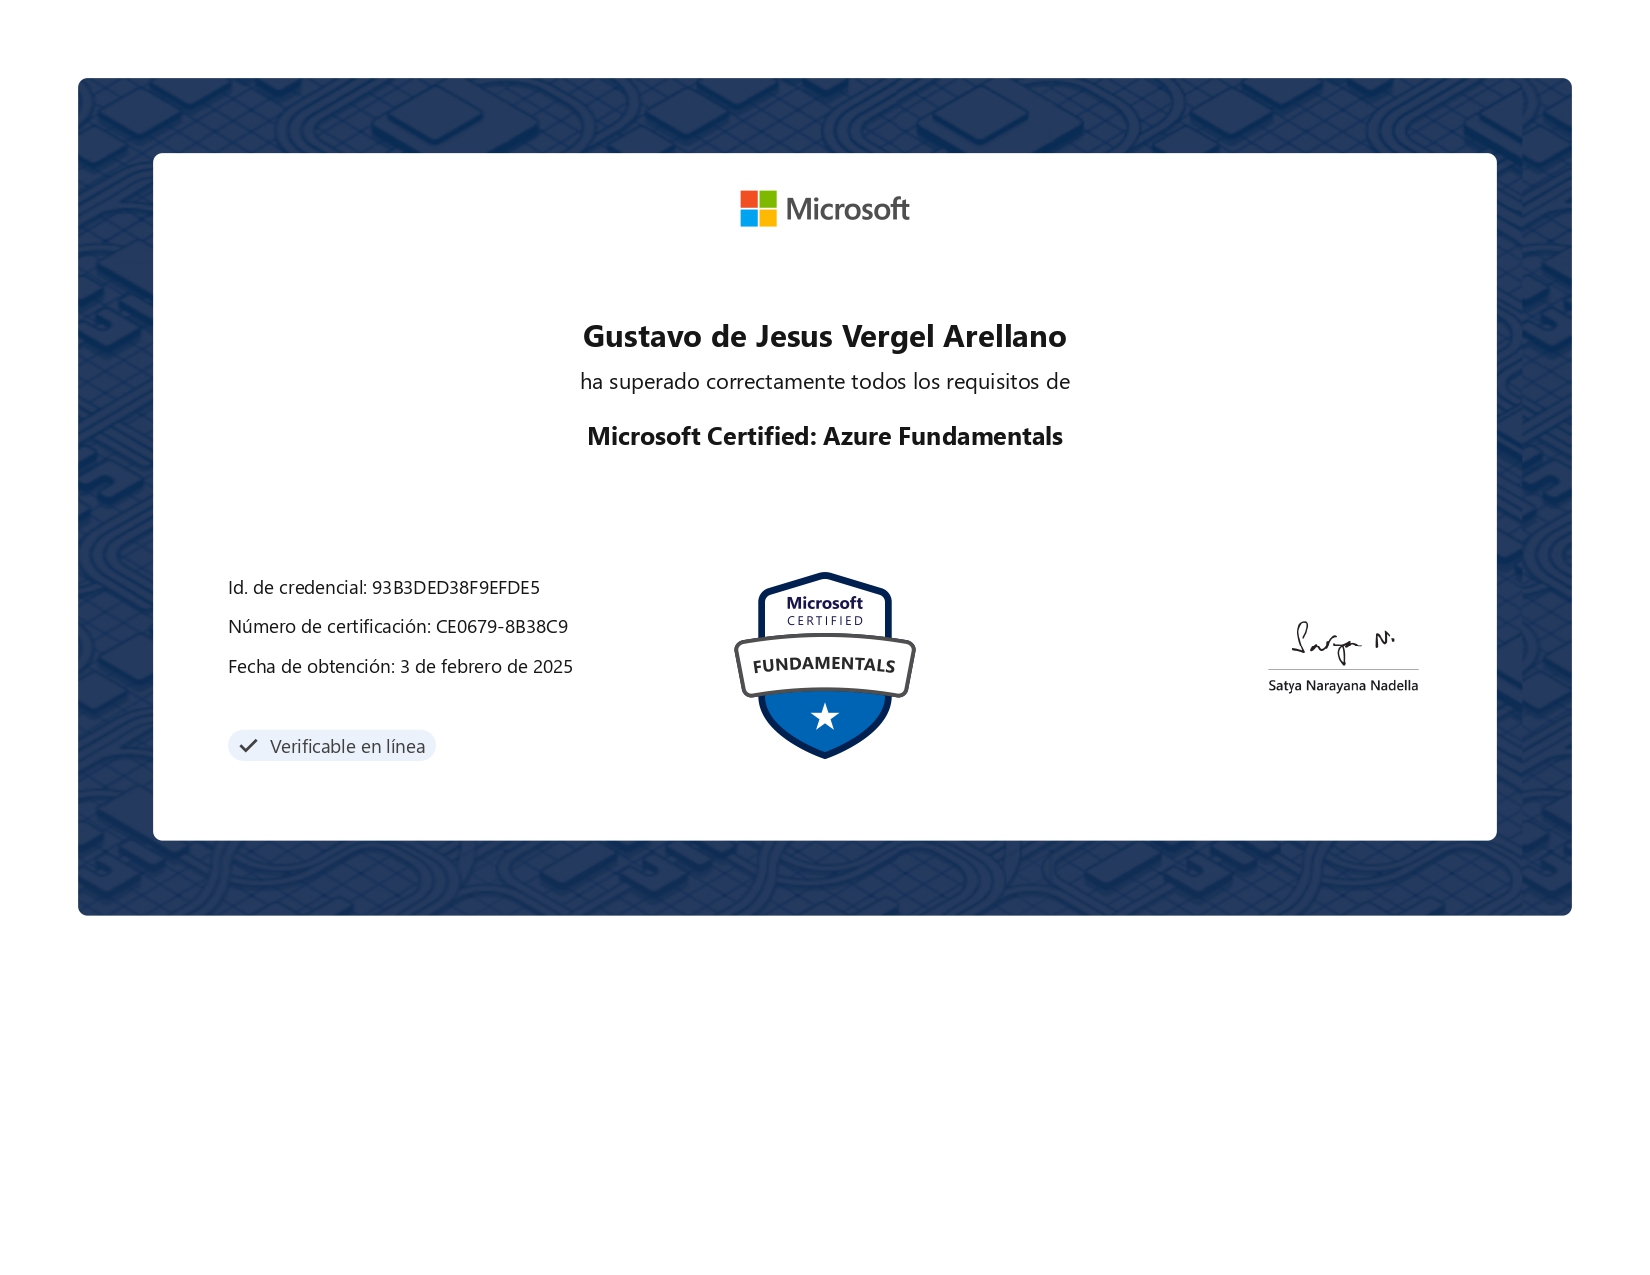 Microsoft
Gustavo de Jesus Vergel Arellano
ha superado correctamente todos los requisitos de
Microsoft Certified: Azure Fundamentals
Id. de credencial: 93B3DED38F9EFDE5
Número de certificación: CE0679-8B38C9
Fecha de obtención: 3 de febrero de 2025
Verificable en línea
Microsoft
CERTIFIED
FUNDAMENTALS
Satya N.
Satya Narayana Nadella